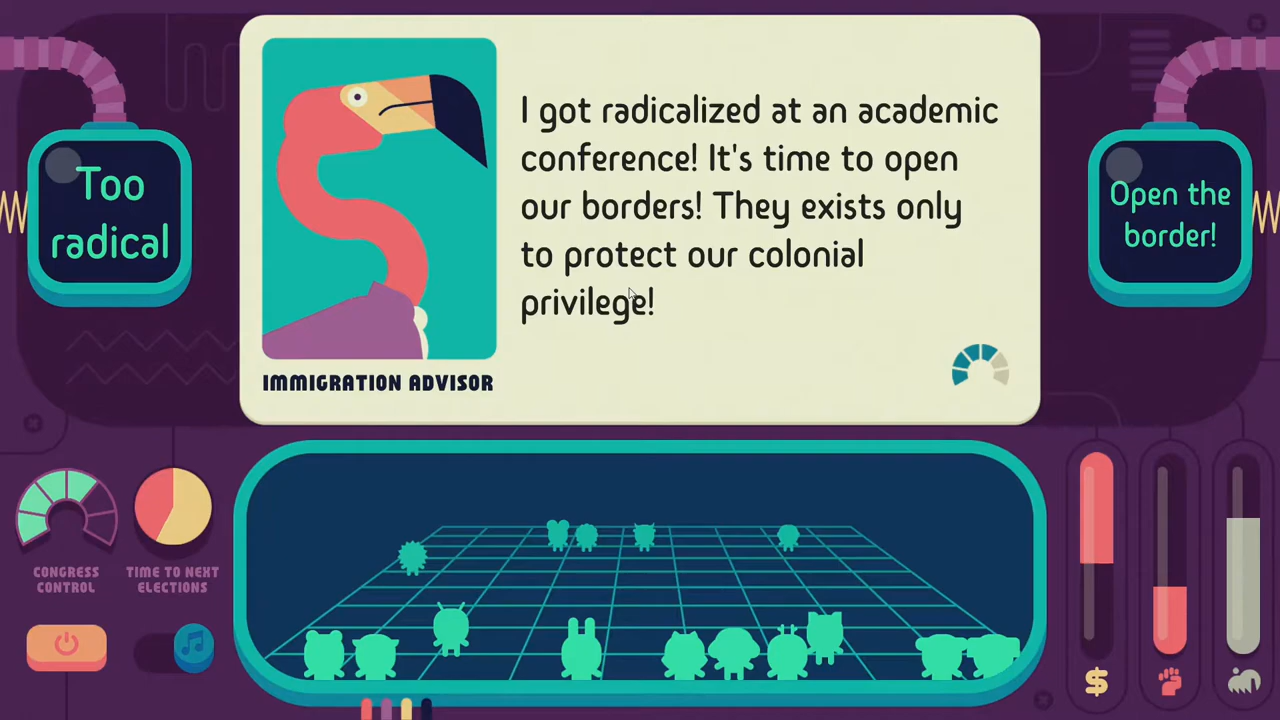 Too
radical
I got radicalized at an academic
conference! It's time to open
our borders! They exists only
to protect our colonial
privilege!
IMMIGRATION ADVISOR
Open the
border!
CONGRESS
CONTROL
TIME TO NEXT
ELECTIONS
$